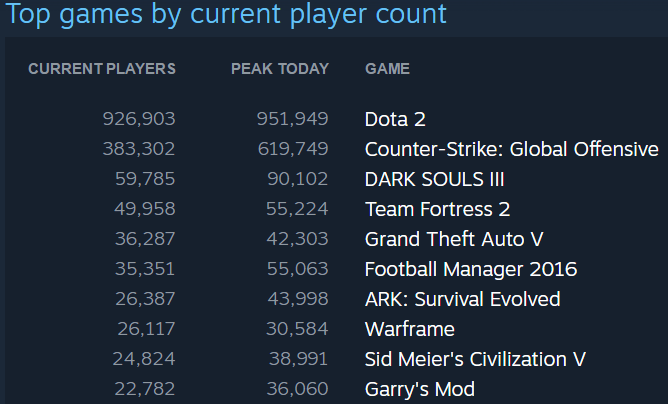 Top games by current player count
CURRENT PLAYERS PEAK TODAY GAME
926,903 951,949 Dota 2
383,302 619,749 Counter-Strike: Global Offensive
59,785 90,102 DARK SOULS III
49,958 55,224 Team Fortress 2
36,287 42,303 Grand Theft Auto V
35,351 55,063 Football Manager 2016
26,387 43,998 ARK: Survival Evolved
26,117 30,584 Warframe
24,824 38,991 Sid Meier's Civilization V
22,782 36,060 Garry's Mod